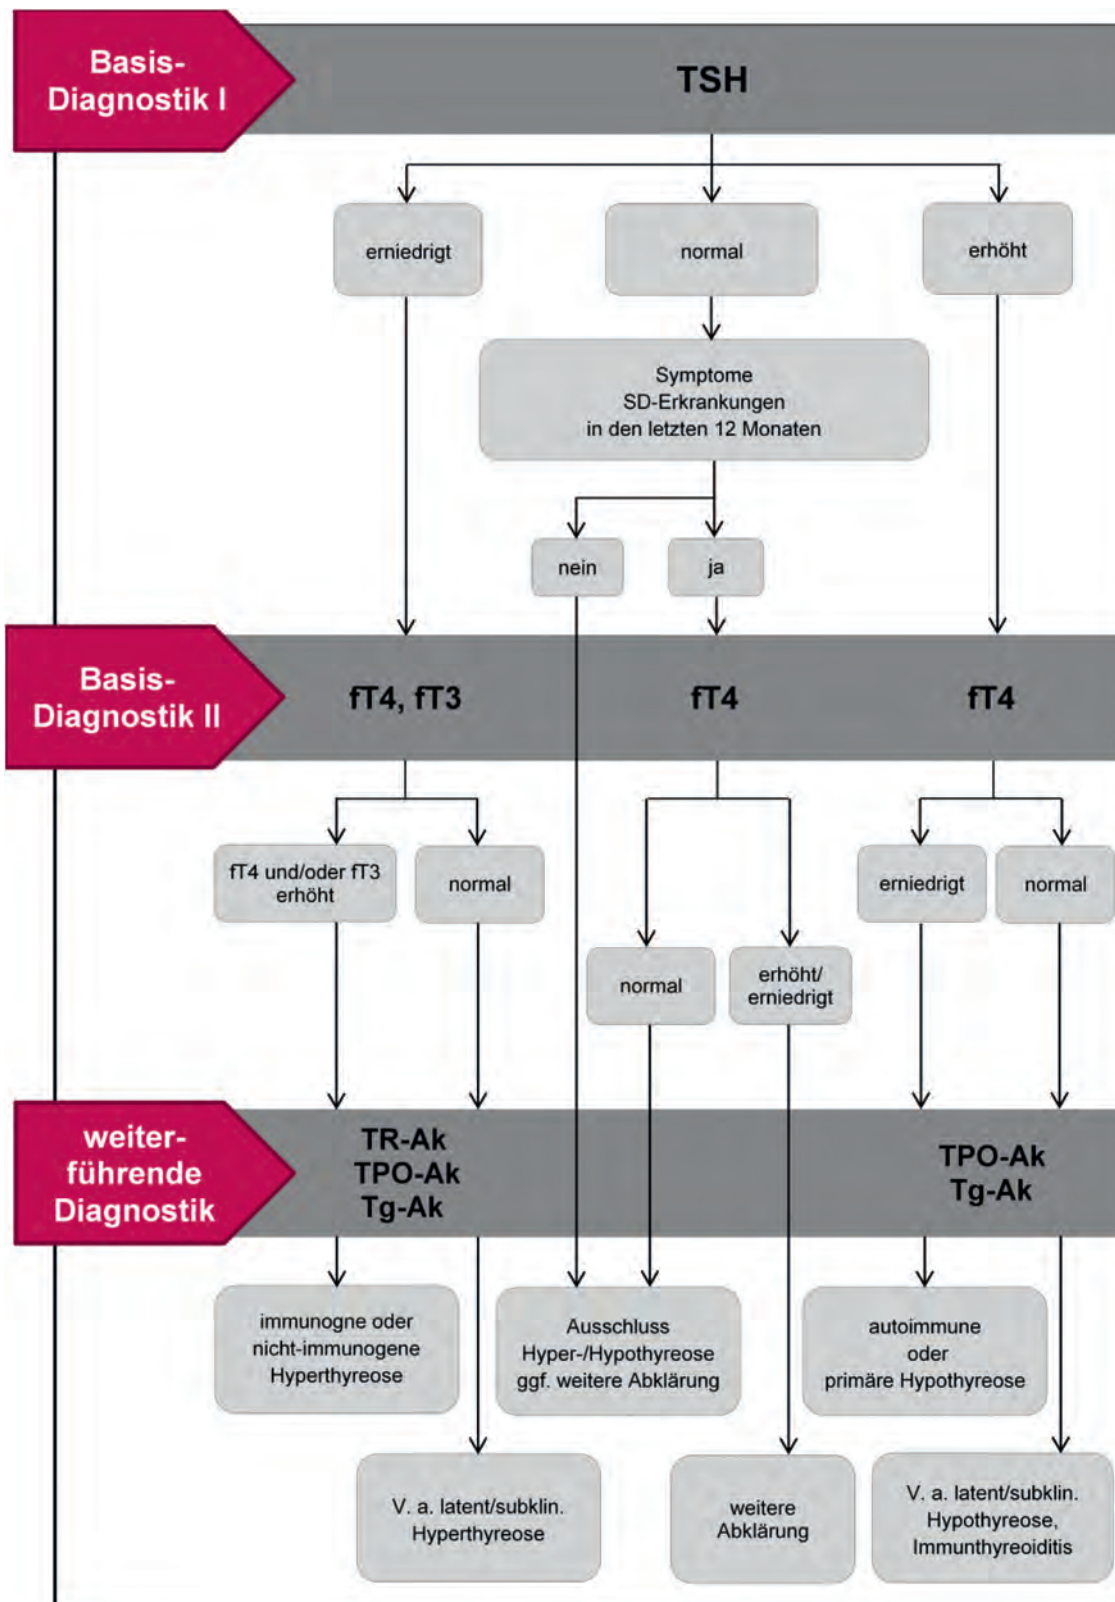 Basis-
Diagnostik I
TSH
erniedrigt
normal
erhöht
Symptome
SD-Erkrankungen
in den letzten 12 Monaten
nein
ja
Basis-
Diagnostik II
fT4, fT3
fT4
fT4
fT4 und/oder fT3
erhöht
normal
erniedrigt
normal
normal
erhöht/
erniedrigt
weiter-
führende
Diagnostik
TR-Ak
TPO-Ak
Tg-Ak
TPO-Ak
Tg-Ak
immunogne oder
nicht-immunogene
Hyperthyreose
Ausschluss
Hyper-/Hypothyreose
ggf. weitere Abklärung
autoimmune
oder
primäre Hypothyreose
V. a. latent/subklin.
Hyperthyreose
weitere
Abklärung
V. a. latent/subklin.
Hypothyreose,
Immunthyreoiditis